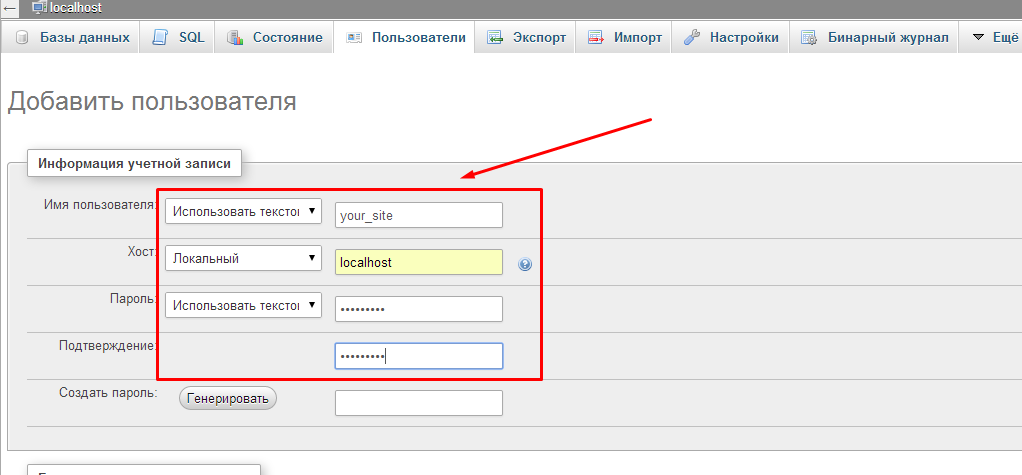 localhost
Базы данных SQL Состояние Пользователи Экспорт Импорт Настройки Бинарный журнал Ещё
Добавить пользователя
Информация учетной записи
Имя пользователя: Использовать тексто your_site
Хост: Локальный localhost
Пароль: Использовать тексто •••••••••
Подтверждение: •••••••••
Создать пароль: Генерировать